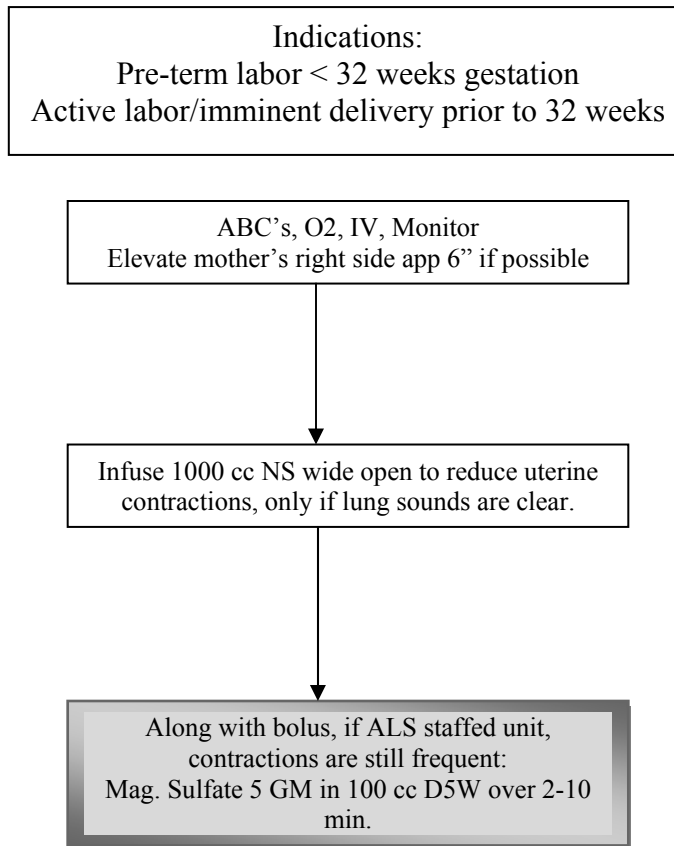 Indications:
Pre-term labor < 32 weeks gestation
Active labor/imminent delivery prior to 32 weeks
ABC’s, O2, IV, Monitor
Elevate mother’s right side app 6” if possible
Infuse 1000 cc NS wide open to reduce uterine
contractions, only if lung sounds are clear.
Along with bolus, if ALS staffed unit,
contractions are still frequent:
Mag. Sulfate 5 GM in 100 cc D5W over 2-10
min.